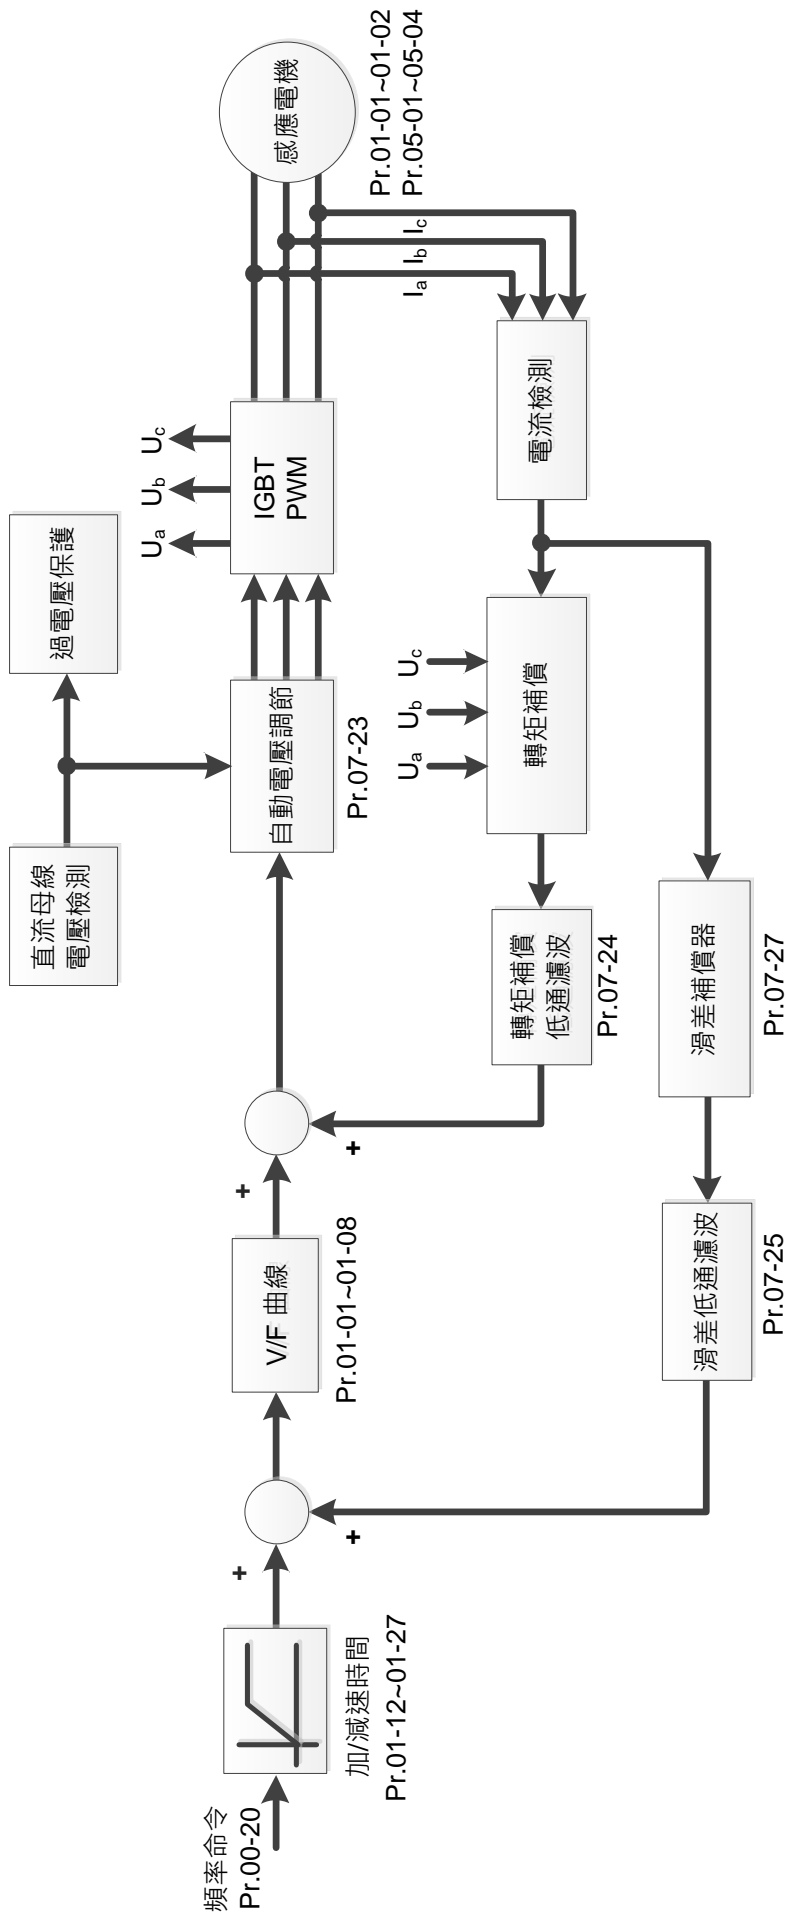 頻率命令
Pr.00-20
加/減速時間
Pr.01-12~01-27
+
+
V/F 曲線
Pr.01-01~01-08
+
+
直流母線
電壓檢測
過電壓保護
自動電壓調節
Pr.07-23
IGBT
PWM
Ua
Ub
Uc
感應電機
Pr.01-01~01-02
Pr.05-01~05-04
Ia
Ib
Ic
電流檢測
轉矩補償
Ua
Ub
Uc
轉矩補償
低通濾波
Pr.07-24
滑差補償器
Pr.07-27
滑差低通濾波
Pr.07-25